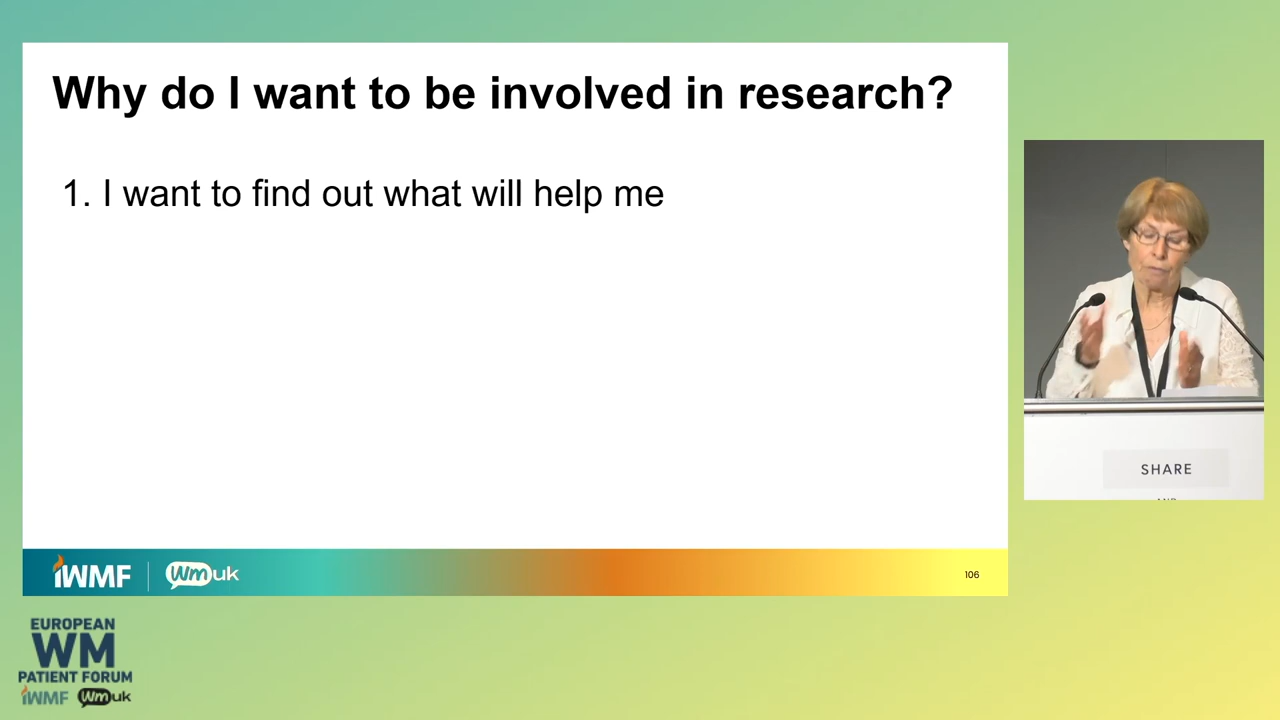 Why do I want to be involved in research?
1. I want to find out what will help me
SHARE
AND
iWMF
Wmuk
106
EUROPEAN
WM
PATIENT FORUM
iWMF Wmuk